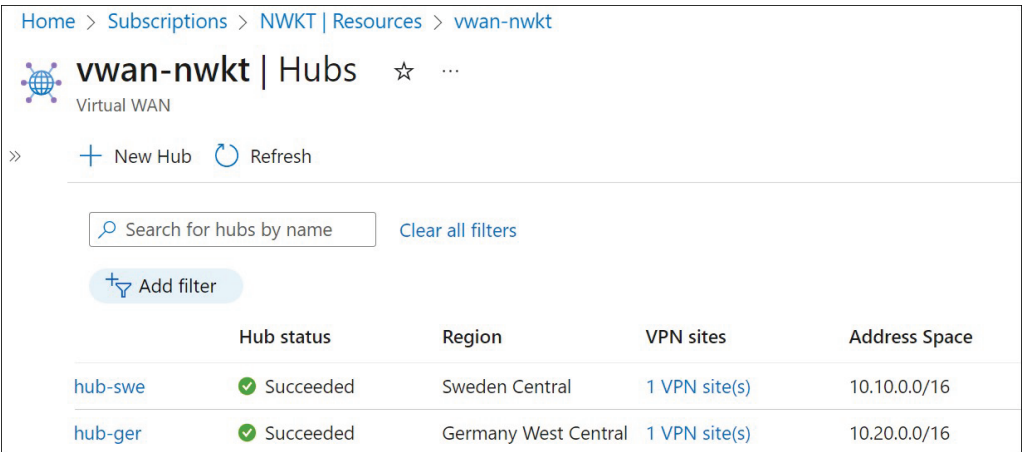 Home > Subscriptions > NWKT | Resources > vwan-nwkt
vwan-nwkt | Hubs
Virtual WAN
New Hub Refresh
Search for hubs by name Clear all filters
Add filter
Hub status Region VPN sites Address Space
hub-swe Succeeded Sweden Central 1 VPN site(s) 10.10.0.0/16
hub-ger Succeeded Germany West Central 1 VPN site(s) 10.20.0.0/16